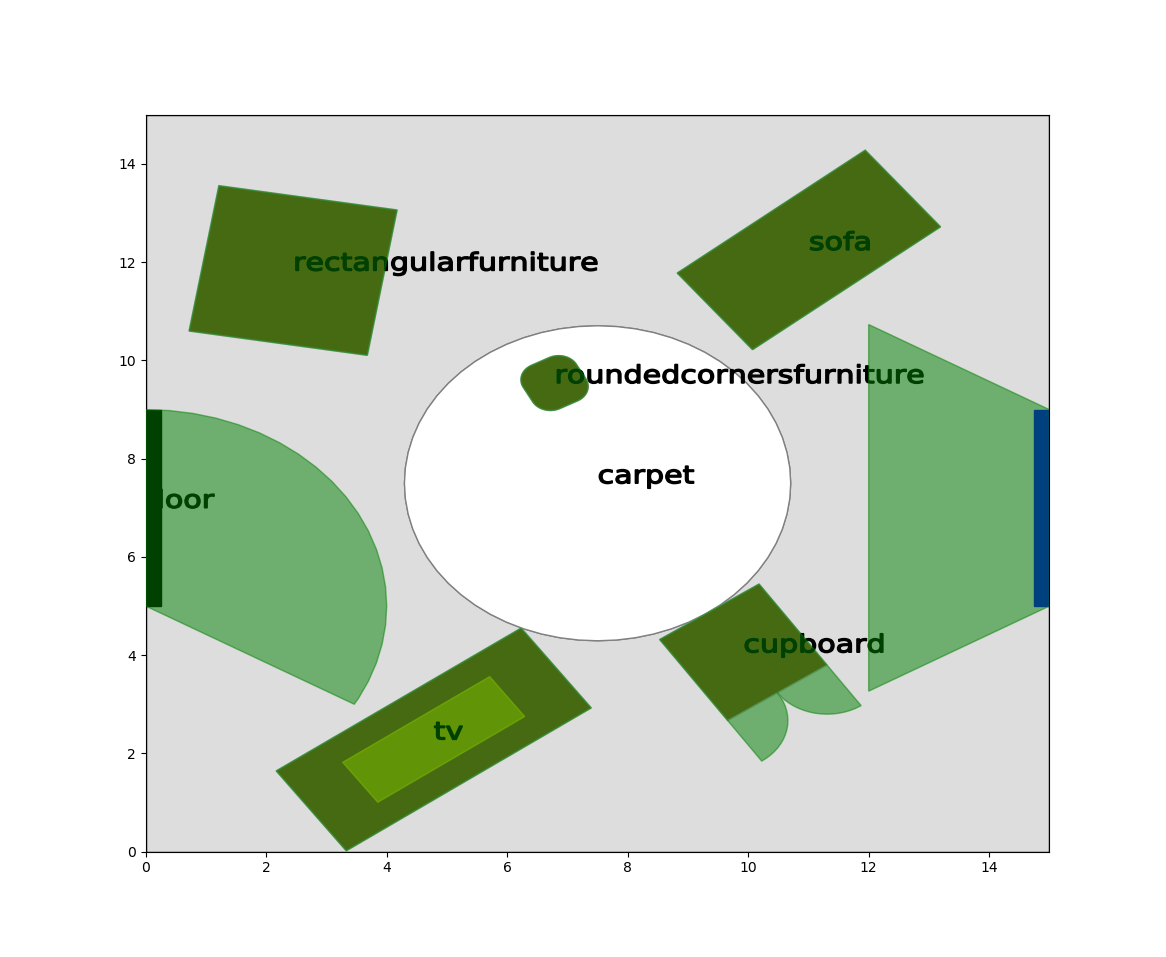 14
sofa
12
rectangularfurniture
10
roundedcornersfurniture
8
carpet
door
6
4
cupboard
tv
2
0
0 2 4 6 8 10 12 14